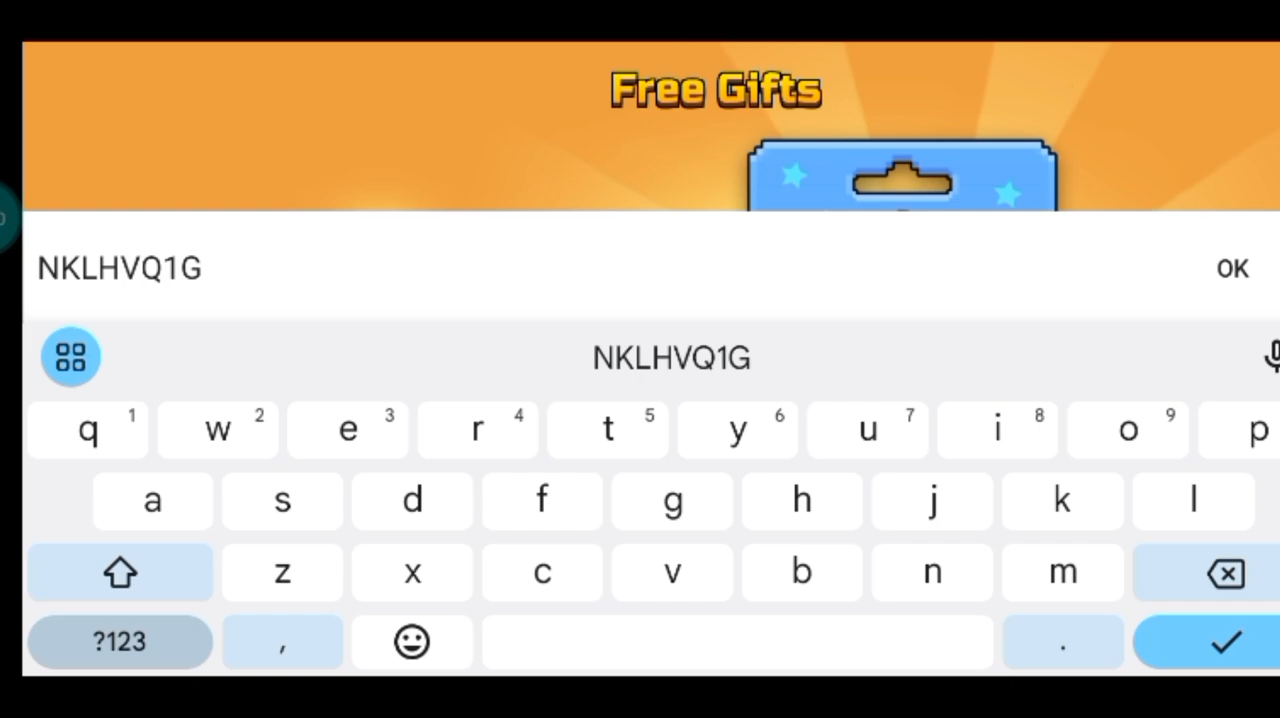 Free Gifts
NKLHVQ1G
OK
NKLHVQ1G
q 1 w 2 e 3 r 4 t 5 y 6 u 7 i 8 o 9 p
a s d f g h j k l
z x c v b n m
?123 , .